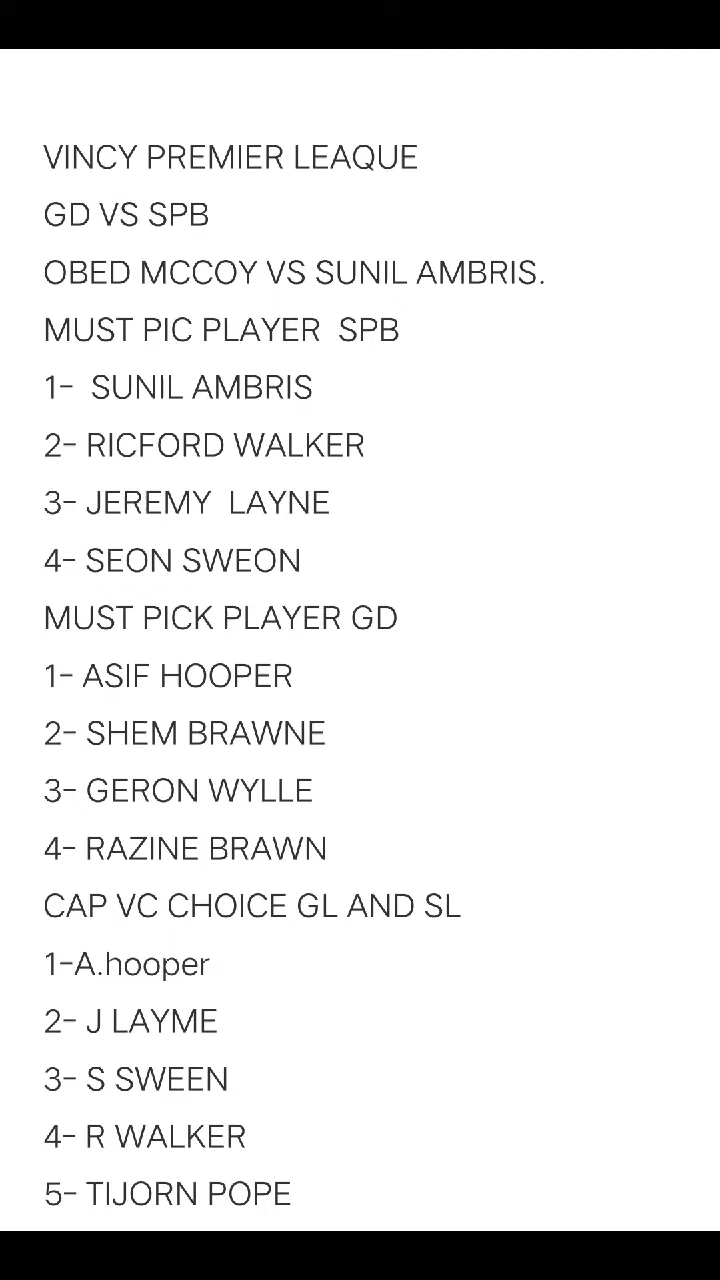 VINCY PREMIER LEAQUE
GD VS SPB
OBED MCCOY VS SUNIL AMBRIS.
MUST PIC PLAYER  SPB
1-  SUNIL AMBRIS
2- RICFORD WALKER
3- JEREMY  LAYNE
4- SEON SWEON
MUST PICK PLAYER GD
1- ASIF HOOPER
2- SHEM BRAWNE
3- GERON WYLLE
4- RAZINE BRAWN
CAP VC CHOICE GL AND SL
1-A.hooper
2- J LAYME
3- S SWEEN
4- R WALKER
5- TIJORN POPE